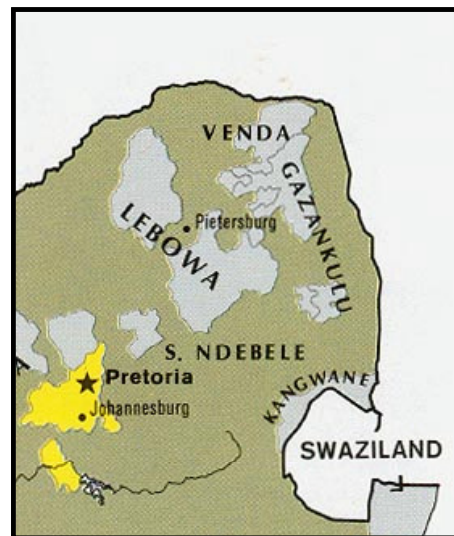 VENDA
GAZANKULU
LEBOWA
Pietersburg
S. NDEBELE
A
Pretoria
KANGWANE
Johannesburg
SWAZILAND